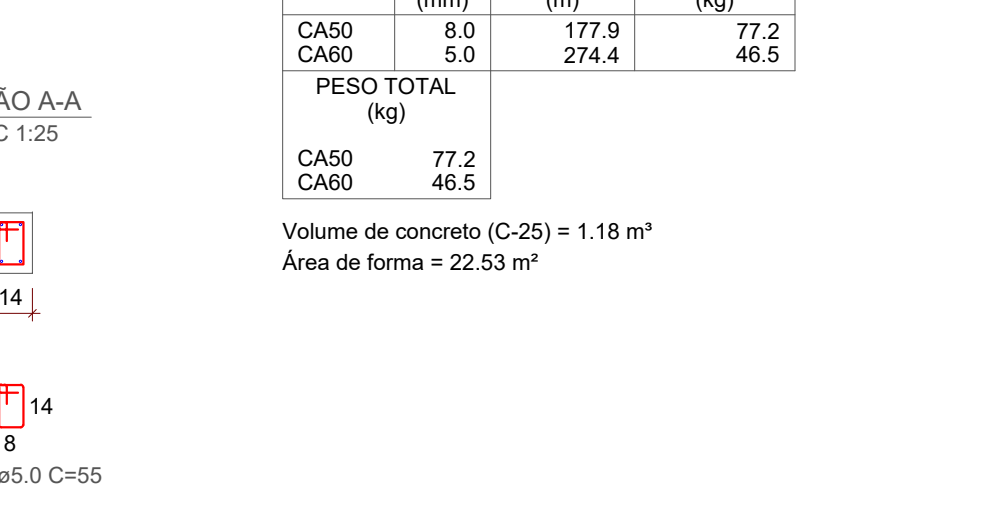 (mm) (m) (kg)
CA50 8.0 177.9 77.2
CA60 5.0 274.4 46.5
PESO TOTAL
(kg)
CA50 77.2
CA60 46.5
ÃO A-A
C 1:25
Volume de concreto (C-25) = 1.18 m³
Área de forma = 22.53 m²
14
14
8
ø5.0 C=55